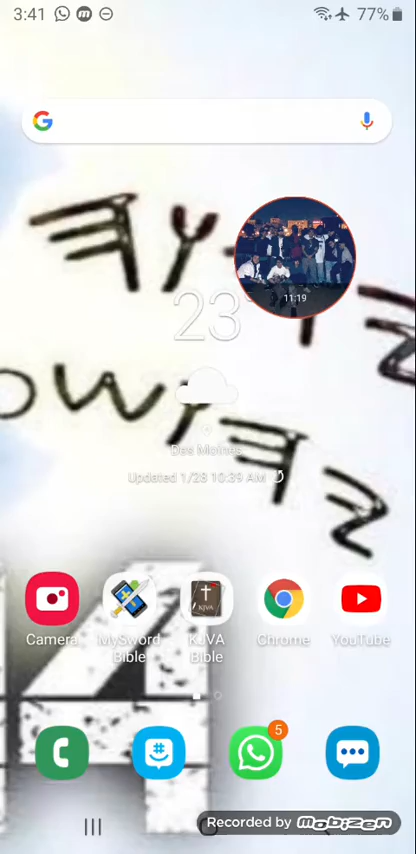 3:41 77%
11:19
23°
𐤉𐤄𐤅𐤔𐤏
Des Moines
Updated 1/28 10:39 AM
Camera MySword Bible KJVA Bible Chrome YouTube
5
Recorded by mobizen